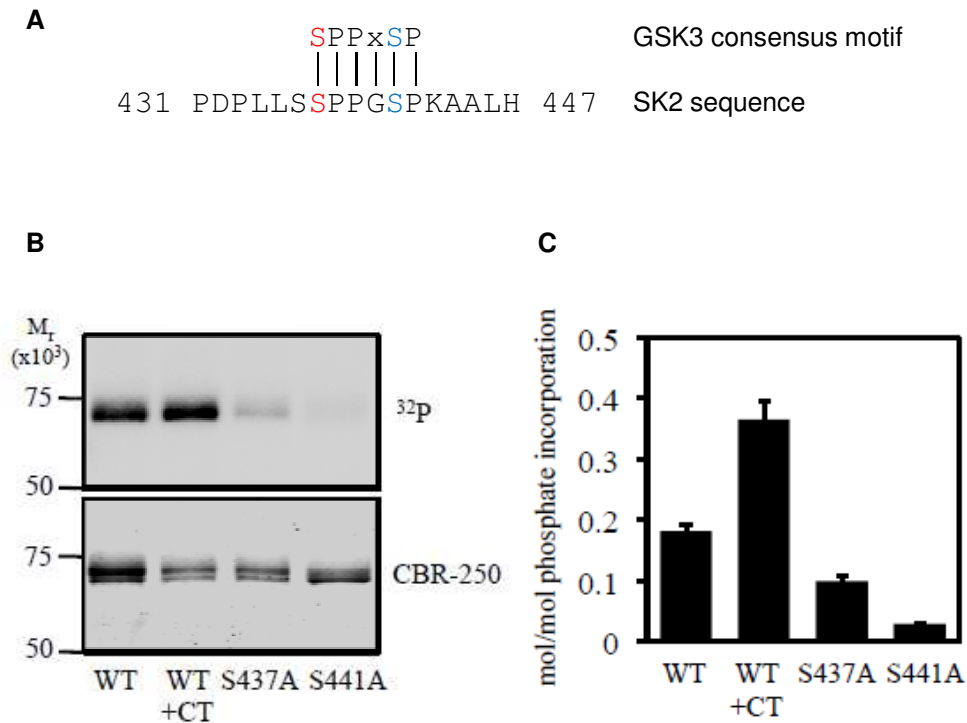 A
SPPxSP GSK3 consensus motif
431 PDPLLSSPPGSPKAALH 447 SK2 sequence
B
Mr
(x10³)
75
50
³²P
75
50
CBR-250
WT WT +CT S437A S441A
C
mol/mol phosphate incorporation
0.5
0.4
0.3
0.2
0.1
0
WT WT +CT S437A S441A